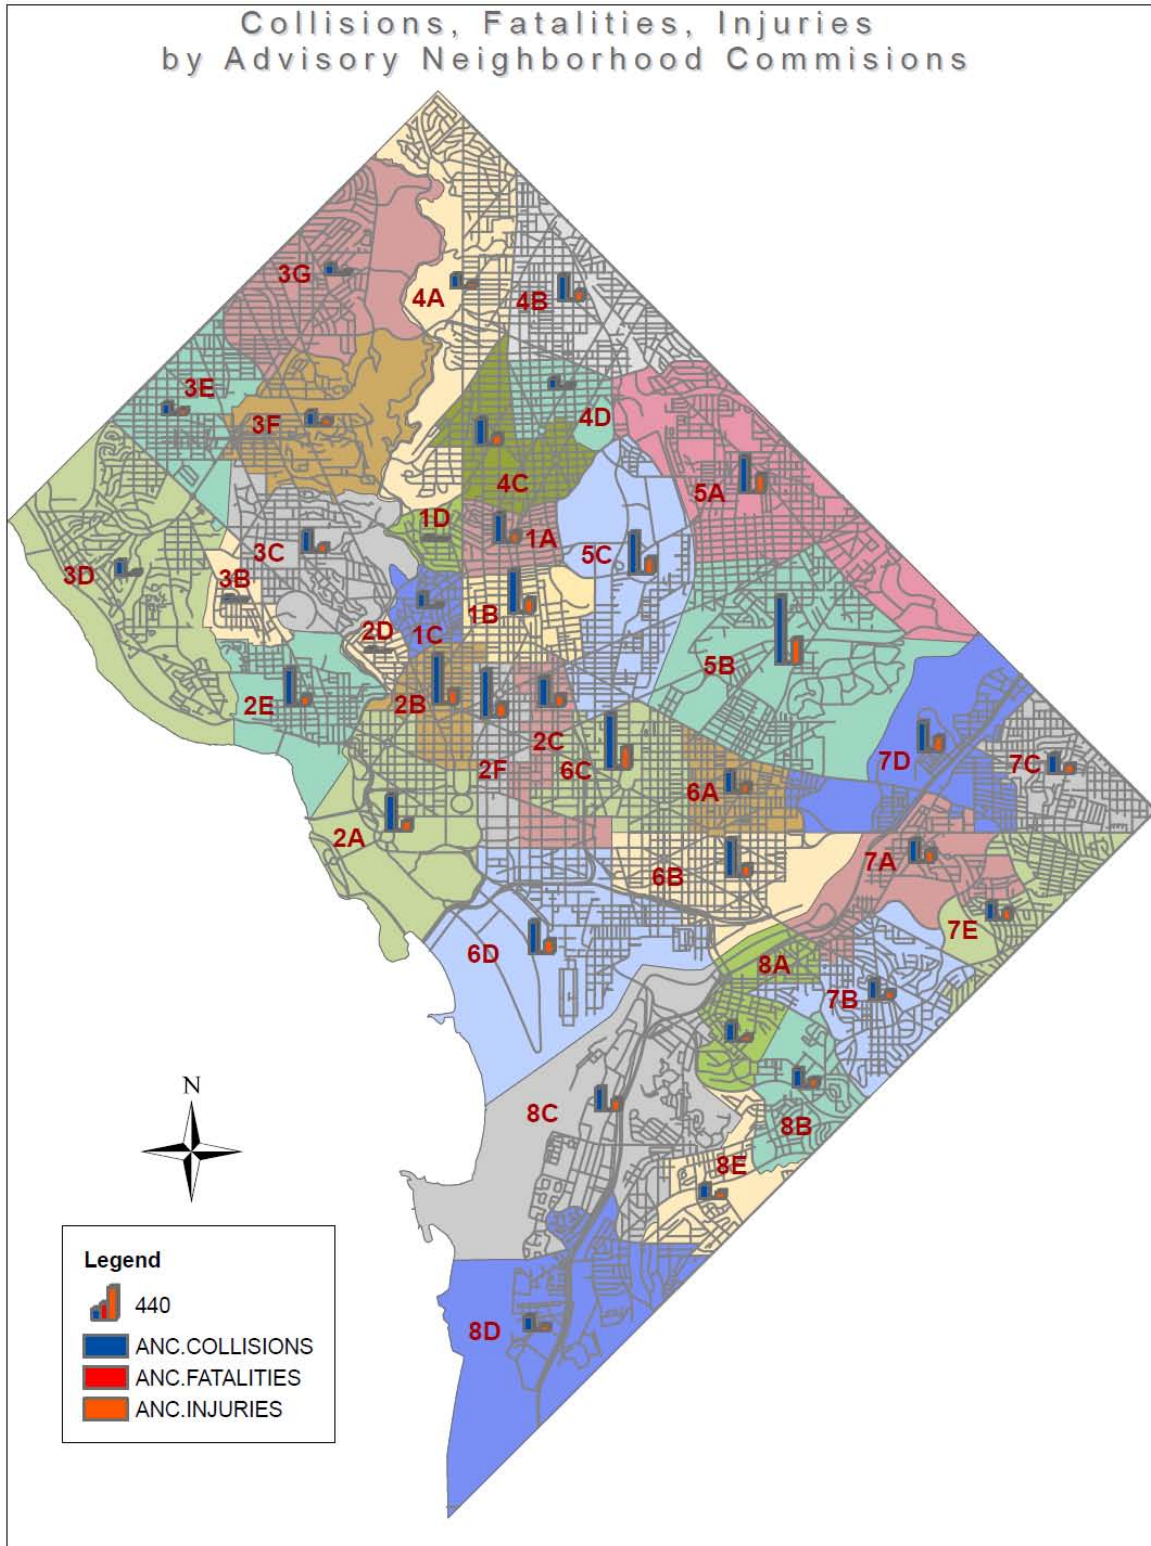 Collisions, Fatalities, Injuries
by Advisory Neighborhood Commisions
3G
4A
4B
3E
3F
4D
4C
5A
1D
1A
3C
5C
3D
3B
1B
2D
1C
5B
2E
2B
2C
7D
2F
6C
7C
6A
2A
7A
6B
7E
6D
8A
7B
N
8C
8B
8E
Legend
440
ANC.COLLISIONS
ANC.FATALITIES
ANC.INJURIES
8D